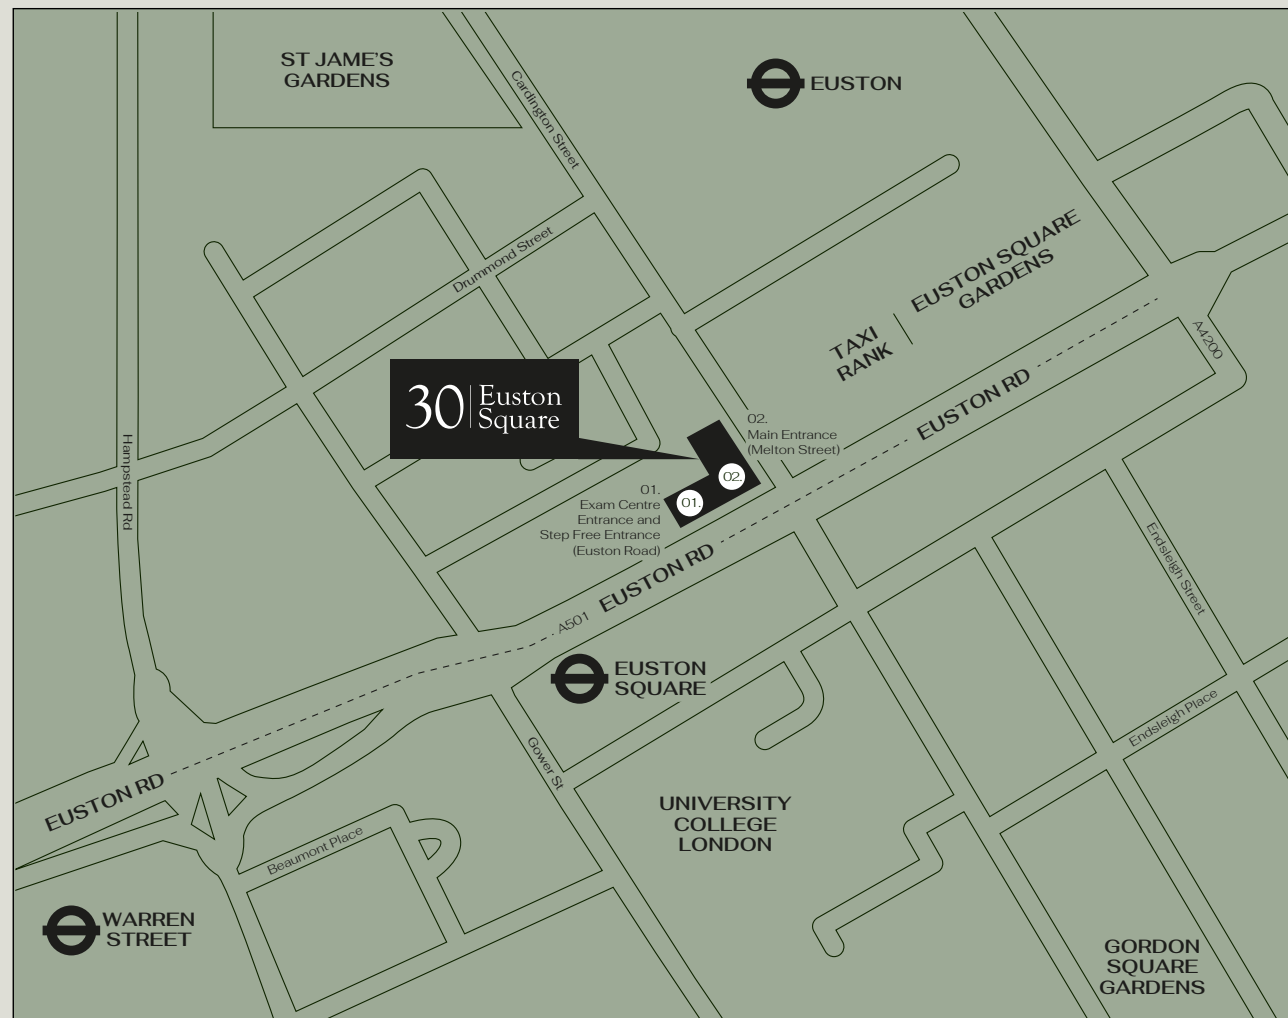 ST JAME'S
GARDENS
EUSTON
Cardington Street
Drummond Street
EUSTON SQUARE
GARDENS
TAXI
RANK
A4200
EUSTON RD
30
Euston
Square
02.
Main Entrance
(Melton Street)
02.
01.
01.
Exam Centre
Entrance and
Step Free Entrance
(Euston Road)
Hampstead Rd
EUSTON RD
A501
Endsleigh Street
EUSTON
SQUARE
Endsleigh Place
Gower St
EUSTON RD
UNIVERSITY
COLLEGE
LONDON
Beaumont Place
WARREN
STREET
GORDON
SQUARE
GARDENS